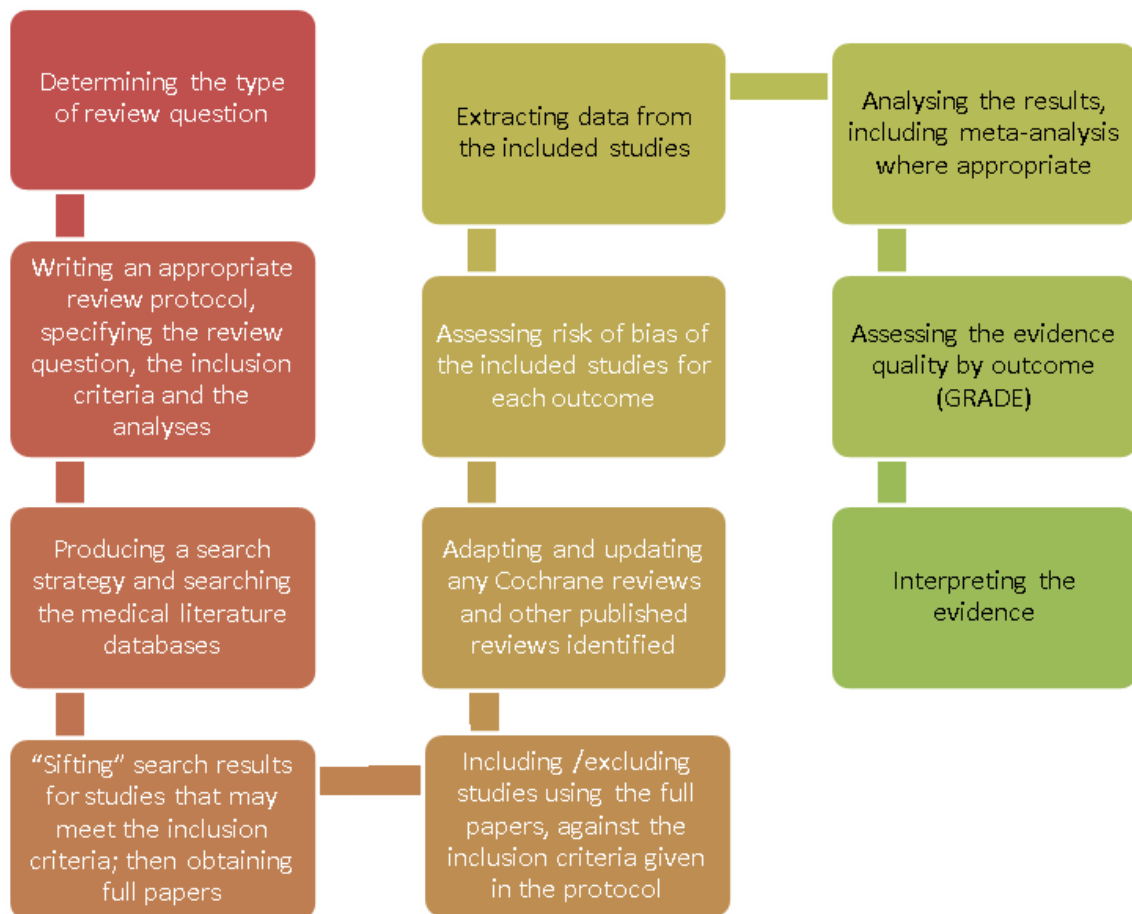 Determining the type
of review question
Writing an appropriate
review protocol,
specifying the review
question, the inclusion
criteria and the
analyses
Producing a search
strategy and searching
the medical literature
databases
“Sifting” search results
for studies that may
meet the inclusion
criteria; then obtaining
full papers
Including /excluding
studies using the full
papers, against the
inclusion criteria given
in the protocol
Adapting and updating
any Cochrane reviews
and other published
reviews identified
Assessing risk of bias of
the included studies for
each outcome
Extracting data from
the included studies
Analysing the results,
including meta-analysis
where appropriate
Assessing the evidence
quality by outcome
(GRADE)
Interpreting the
evidence